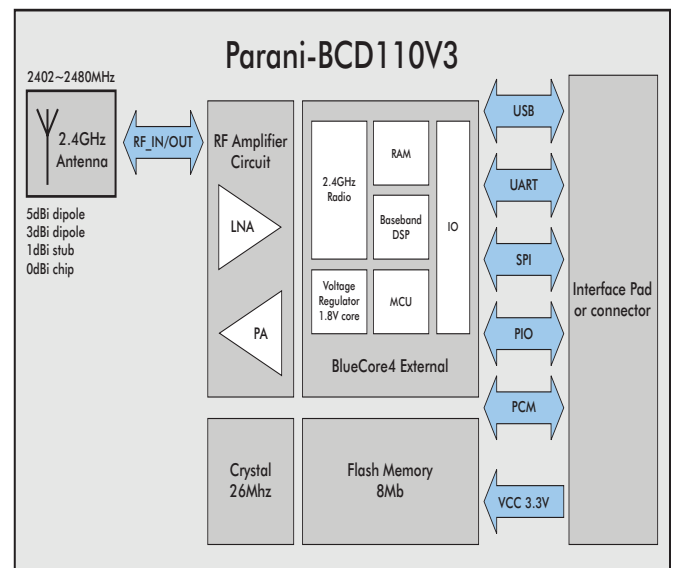 Parani-BCD110V3
2402~2480MHz
2.4GHz
Antenna
5dBi dipole
3dBi dipole
1dBi stub
0dBi chip
RF_IN/OUT
RF Amplifier
Circuit
LNA
PA
2.4GHz
Radio
RAM
Baseband
DSP
IO
Voltage
Regulator
1.8V core
MCU
BlueCore4 External
Crystal
26Mhz
Flash Memory
8Mb
USB
UART
SPI
PIO
PCM
VCC 3.3V
Interface Pad
or connector